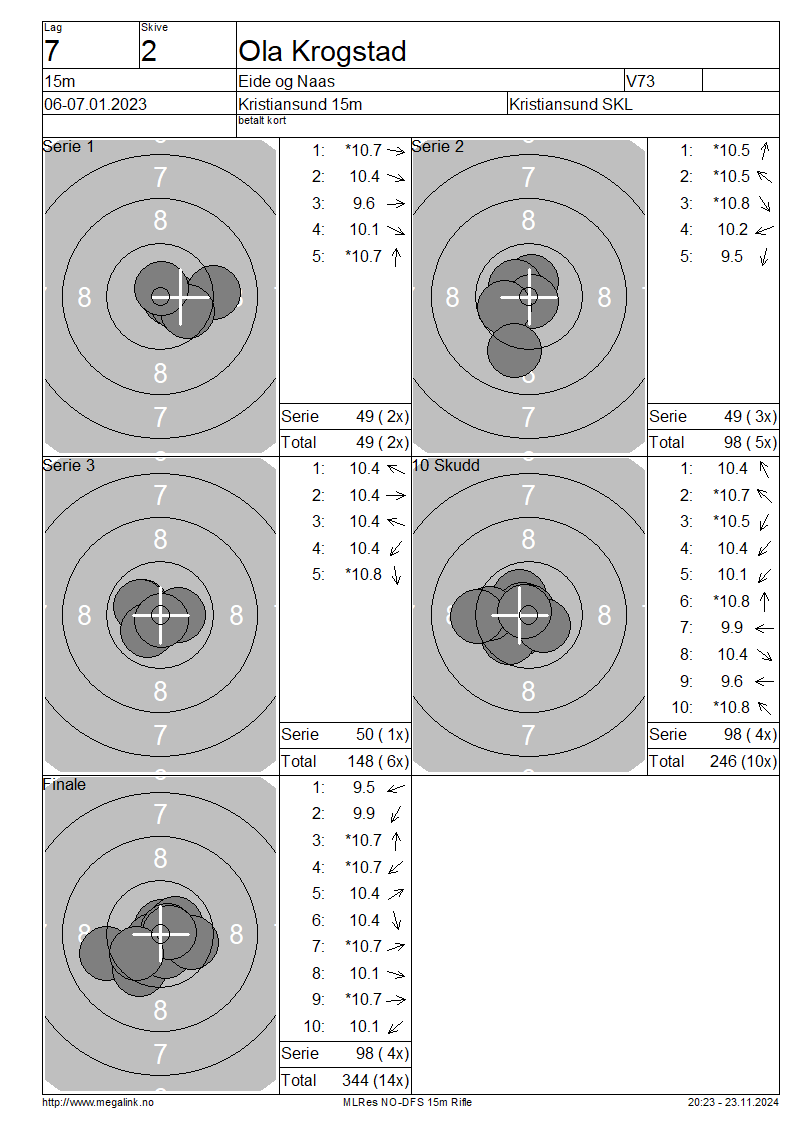 Lag
Skive
7
2
Ola Krogstad
15m
Eide og Naas
V73
06-07.01.2023
Kristiansund 15m
Kristiansund SKL
betalt kort
Serie 1
7
8
8
8
7
1: *10.7
2: 10.4
3: 9.6
4: 10.1
5: *10.7
Serie 49 ( 2x)
Total 49 ( 2x)
Serie 2
7
8
8 8
8
7
1: *10.5
2: *10.5
3: *10.8
4: 10.2
5: 9.5
Serie 49 ( 3x)
Total 98 ( 5x)
Serie 3
7
8
8 8
8
7
1: 10.4
2: 10.4
3: 10.4
4: 10.4
5: *10.8
Serie 50 ( 1x)
Total 148 ( 6x)
10 Skudd
7
8
8 8
8
7
1: 10.4
2: *10.7
3: *10.5
4: 10.4
5: 10.1
6: *10.8
7: 9.9
8: 10.4
9: 9.6
10: *10.8
Serie 98 ( 4x)
Total 246 (10x)
Finale
7
8
8 8
8
7
1: 9.5
2: 9.9
3: *10.7
4: *10.7
5: 10.4
6: 10.4
7: *10.7
8: 10.1
9: *10.7
10: 10.1
Serie 98 ( 4x)
Total 344 (14x)
http://www.megalink.no
MLRes NO-DFS 15m Rifle
20:23 - 23.11.2024